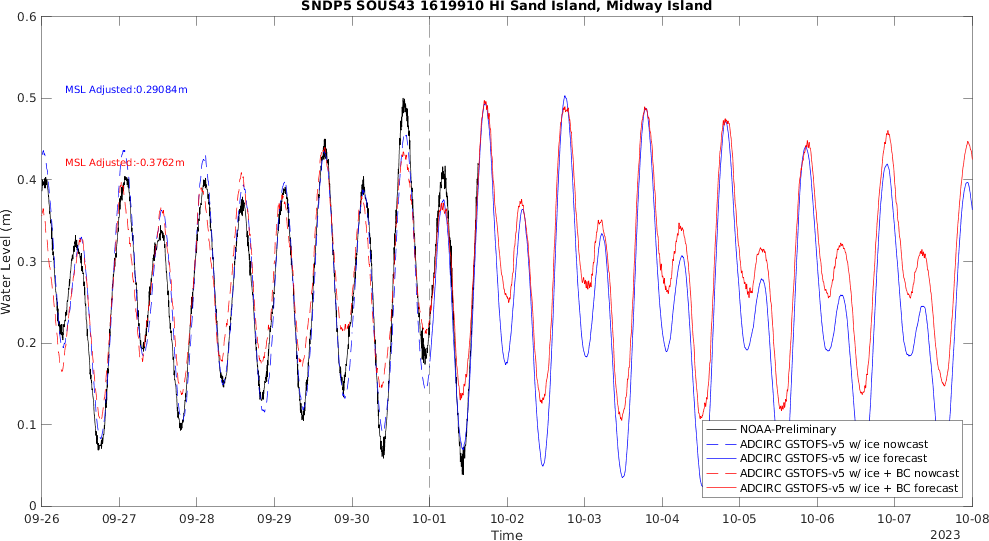 SNDP5 SOUS43 1619910 HI Sand Island, Midway Island
0.6
0.5
0.4
0.3
0.2
0.1
0
Water Level (m)
MSL Adjusted:0.29084m
MSL Adjusted:-0.3762m
NOAA-Preliminary
ADCIRC GSTOFS-v5 w/ ice nowcast
ADCIRC GSTOFS-v5 w/ ice forecast
ADCIRC GSTOFS-v5 w/ ice + BC nowcast
ADCIRC GSTOFS-v5 w/ ice + BC forecast
09-26 09-27 09-28 09-29 09-30 10-01 10-02 10-03 10-04 10-05 10-06 10-07 10-08
Time
2023